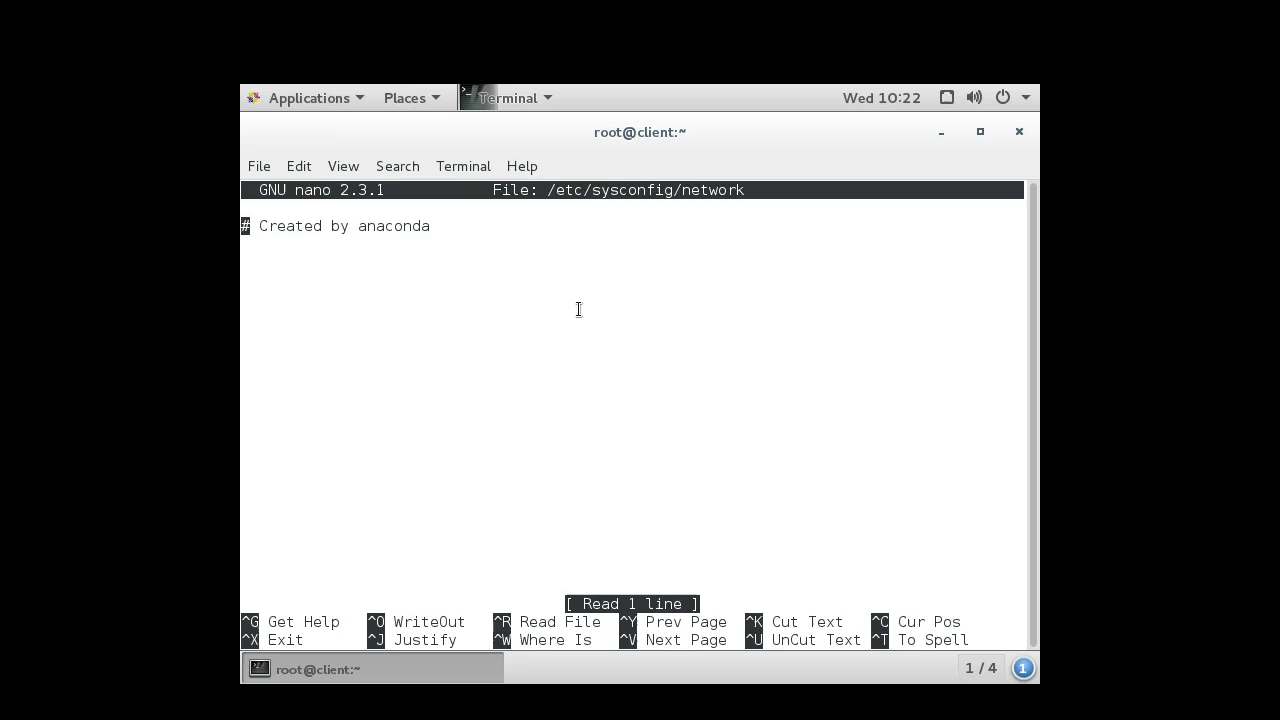 Applications Places Terminal Wed 10:22
root@client:~
File Edit View Search Terminal Help
GNU nano 2.3.1 File: /etc/sysconfig/network
# Created by anaconda
[ Read 1 line ]
^G Get Help ^O WriteOut ^R Read File ^Y Prev Page ^K Cut Text ^C Cur Pos
^X Exit ^J Justify ^W Where Is ^V Next Page ^U UnCut Text ^T To Spell
root@client:~ 1 / 4 1